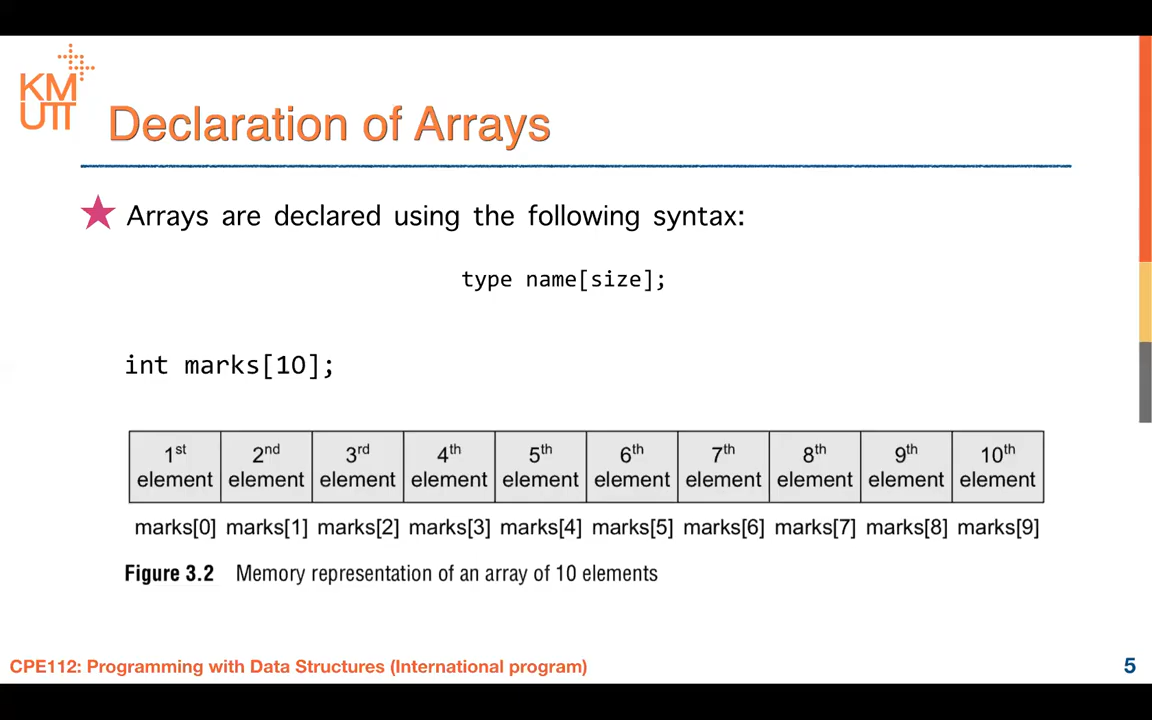 KM
UTT
Declaration of Arrays
Arrays are declared using the following syntax:
type name[size];
int marks[10];
1st element 2nd element 3rd element 4th element 5th element 6th element 7th element 8th element 9th element 10th element
marks[0] marks[1] marks[2] marks[3] marks[4] marks[5] marks[6] marks[7] marks[8] marks[9]
Figure 3.2 Memory representation of an array of 10 elements
CPE112: Programming with Data Structures (International program) 5